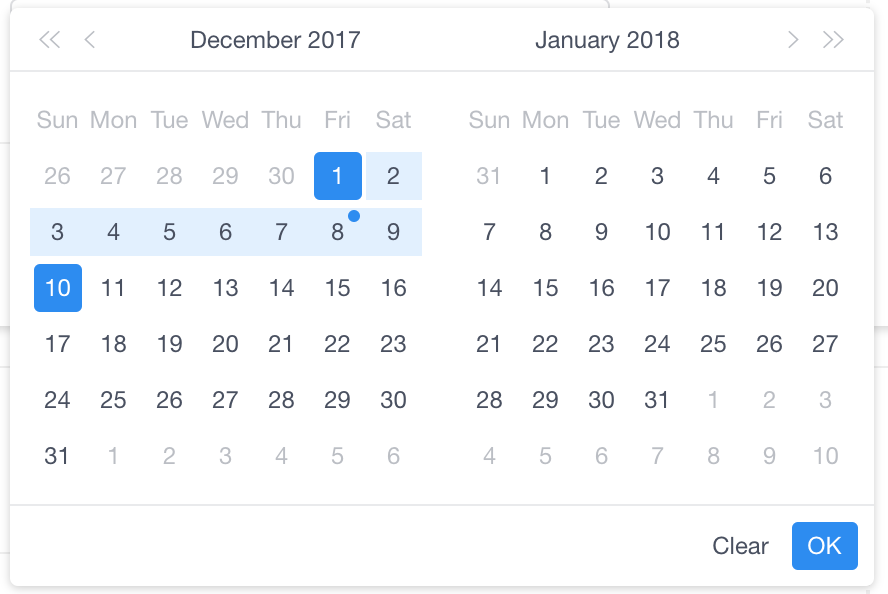 December 2017
Sun Mon Tue Wed Thu Fri Sat
26 27 28 29 30 1 2
3 4 5 6 7 8 9
10 11 12 13 14 15 16
17 18 19 20 21 22 23
24 25 26 27 28 29 30
31 1 2 3 4 5 6
January 2018
Sun Mon Tue Wed Thu Fri Sat
31 1 2 3 4 5 6
7 8 9 10 11 12 13
14 15 16 17 18 19 20
21 22 23 24 25 26 27
28 29 30 31 1 2 3
4 5 6 7 8 9 10
Clear OK